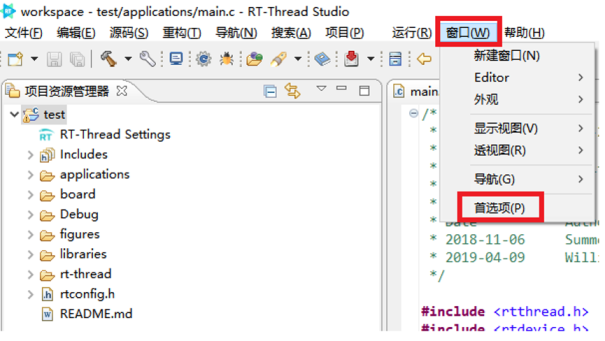 workspace - test/applications/main.c - RT-Thread Studio
文件(F) 编辑(E) 源码(S) 重构(T) 导航(N) 搜索(A) 项目(P) 运行(R) 窗口(W) 帮助(H)
新建窗口(N)
Editor
外观
显示视图(V)
透视图(R)
导航(G)
首选项(P)
项目资源管理器
test
RT-Thread Settings
Includes
applications
board
Debug
figures
libraries
rt-thread
rtconfig.h
README.md
main
/*
*
*
*
*
*
* Date
* 2018-11-06 Summ
* 2019-04-09 Will
*/
#include <rtthread.h>
#include <rtdevice.h>